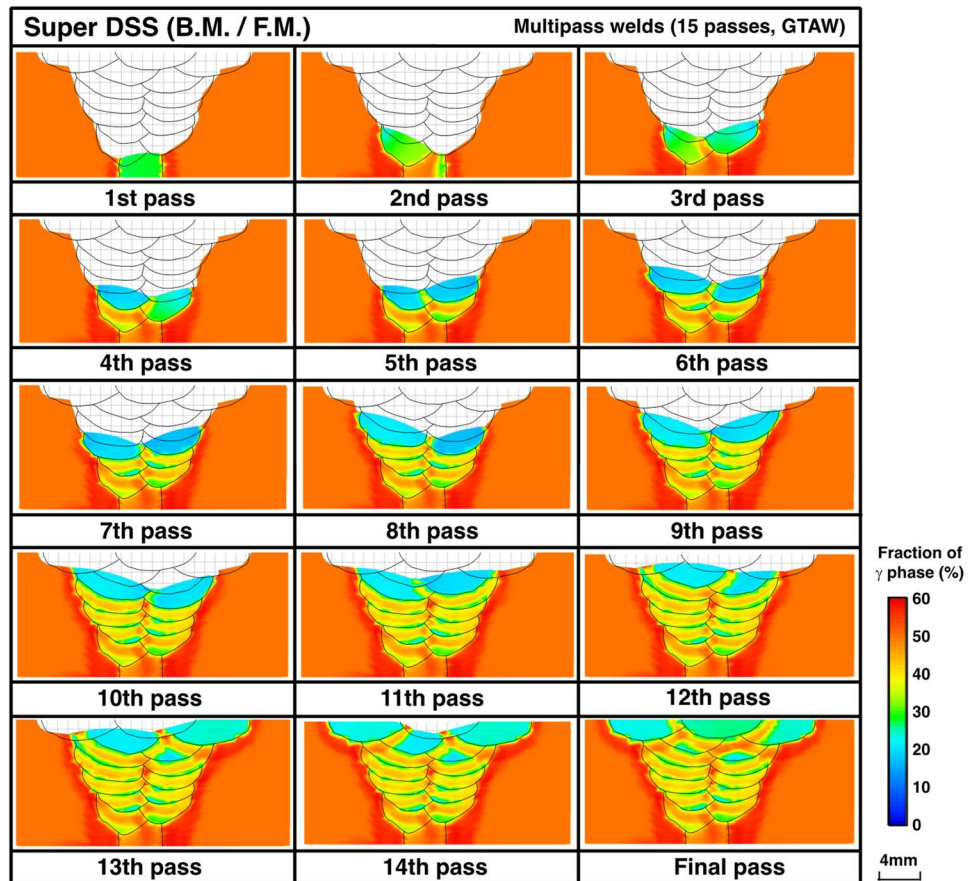 Super DSS (B.M. / F.M.)
Multipass welds (15 passes, GTAW)
1st pass
2nd pass
3rd pass
4th pass
5th pass
6th pass
7th pass
8th pass
9th pass
10th pass
11th pass
12th pass
13th pass
14th pass
Final pass
Fraction of
γ phase (%)
60
50
40
30
20
10
0
4mm